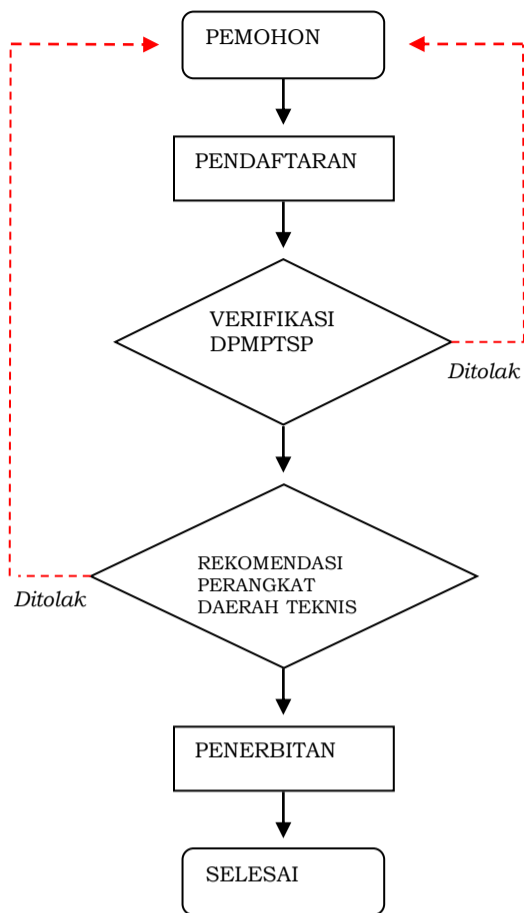 PEMOHON
PENDAFTARAN
VERIFIKASI
DPMPTSP
Ditolak
REKOMENDASI
PERANGKAT
DAERAH TEKNIS
Ditolak
PENERBITAN
SELESAI